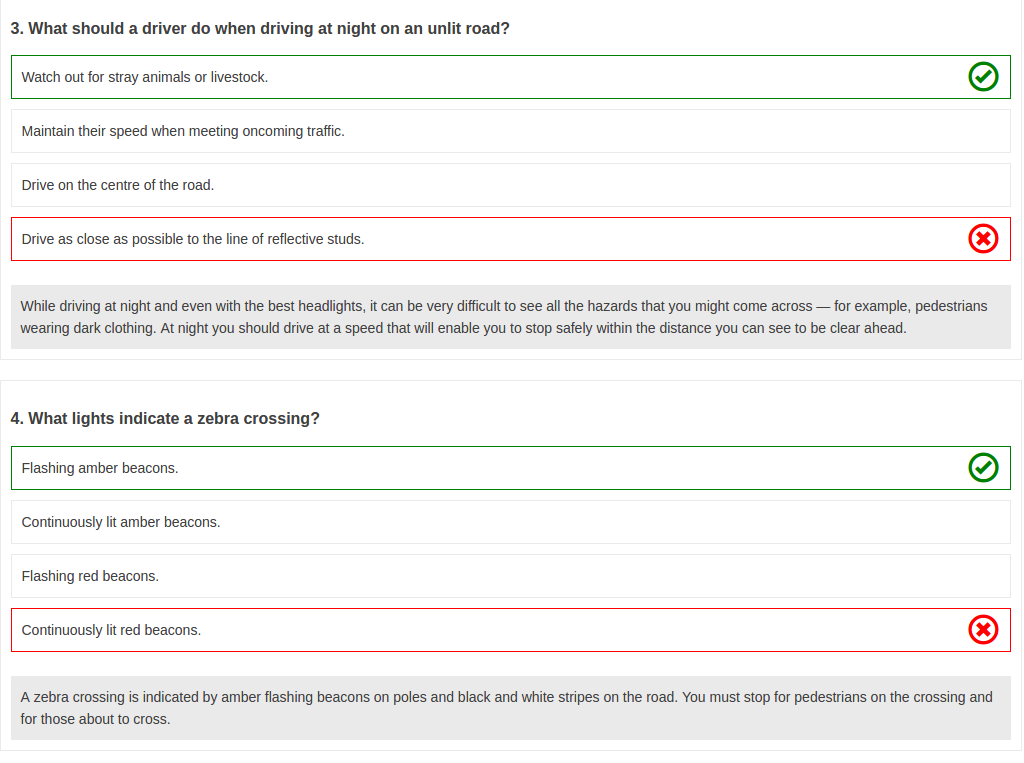 3. What should a driver do when driving at night on an unlit road?
Watch out for stray animals or livestock.
Maintain their speed when meeting oncoming traffic.
Drive on the centre of the road.
Drive as close as possible to the line of reflective studs.
While driving at night and even with the best headlights, it can be very difficult to see all the hazards that you might come across — for example, pedestrians
wearing dark clothing. At night you should drive at a speed that will enable you to stop safely within the distance you can see to be clear ahead.
4. What lights indicate a zebra crossing?
Flashing amber beacons.
Continuously lit amber beacons.
Flashing red beacons.
Continuously lit red beacons.
A zebra crossing is indicated by amber flashing beacons on poles and black and white stripes on the road. You must stop for pedestrians on the crossing and
for those about to cross.